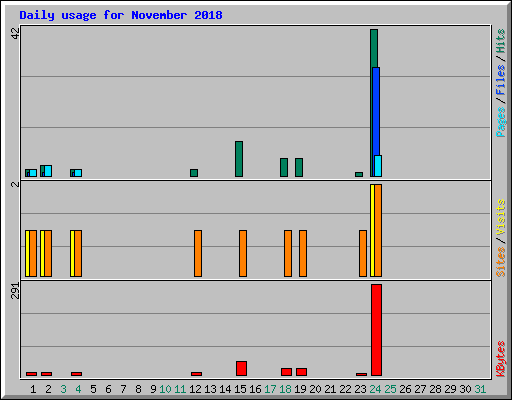 Daily usage for November 2018
42
Pages / Files / Hits
2
Sites / Visits
291
KBytes
1 2 3 4 5 6 7 8 9 10 11 12 13 14 15 16 17 18 19 20 21 22 23 24 25 26 27 28 29 30 31